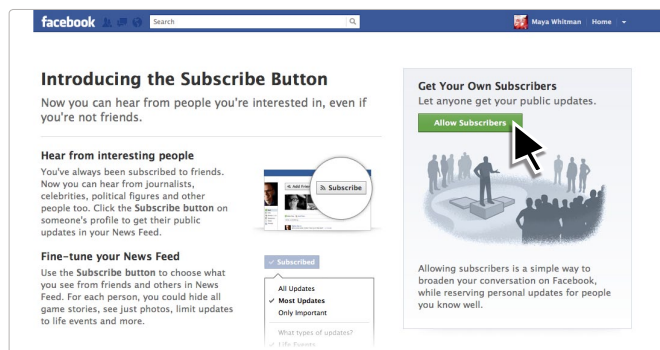 facebook
Search
Maya Whitman
Home
Introducing the Subscribe Button
Now you can hear from people you're interested in, even if
you're not friends.
Hear from interesting people
You've always been subscribed to friends.
Now you can hear from journalists,
celebrities, political figures and other
people too. Click the Subscribe button on
someone's profile to get their public
updates in your News Feed.
Add Frie
Subscribe
Fine-tune your News Feed
Use the Subscribe button to choose what
you see from friends and others in News
Feed. For each person, you could hide all
game stories, see just photos, limit updates
to life events and more.
Subscribed
All Updates
Most Updates
Only Important
What types of updates?
Life Events
Get Your Own Subscribers
Let anyone get your public updates.
Allow Subscribers
Allowing subscribers is a simple way to
broaden your conversation on Facebook,
while reserving personal updates for people
you know well.